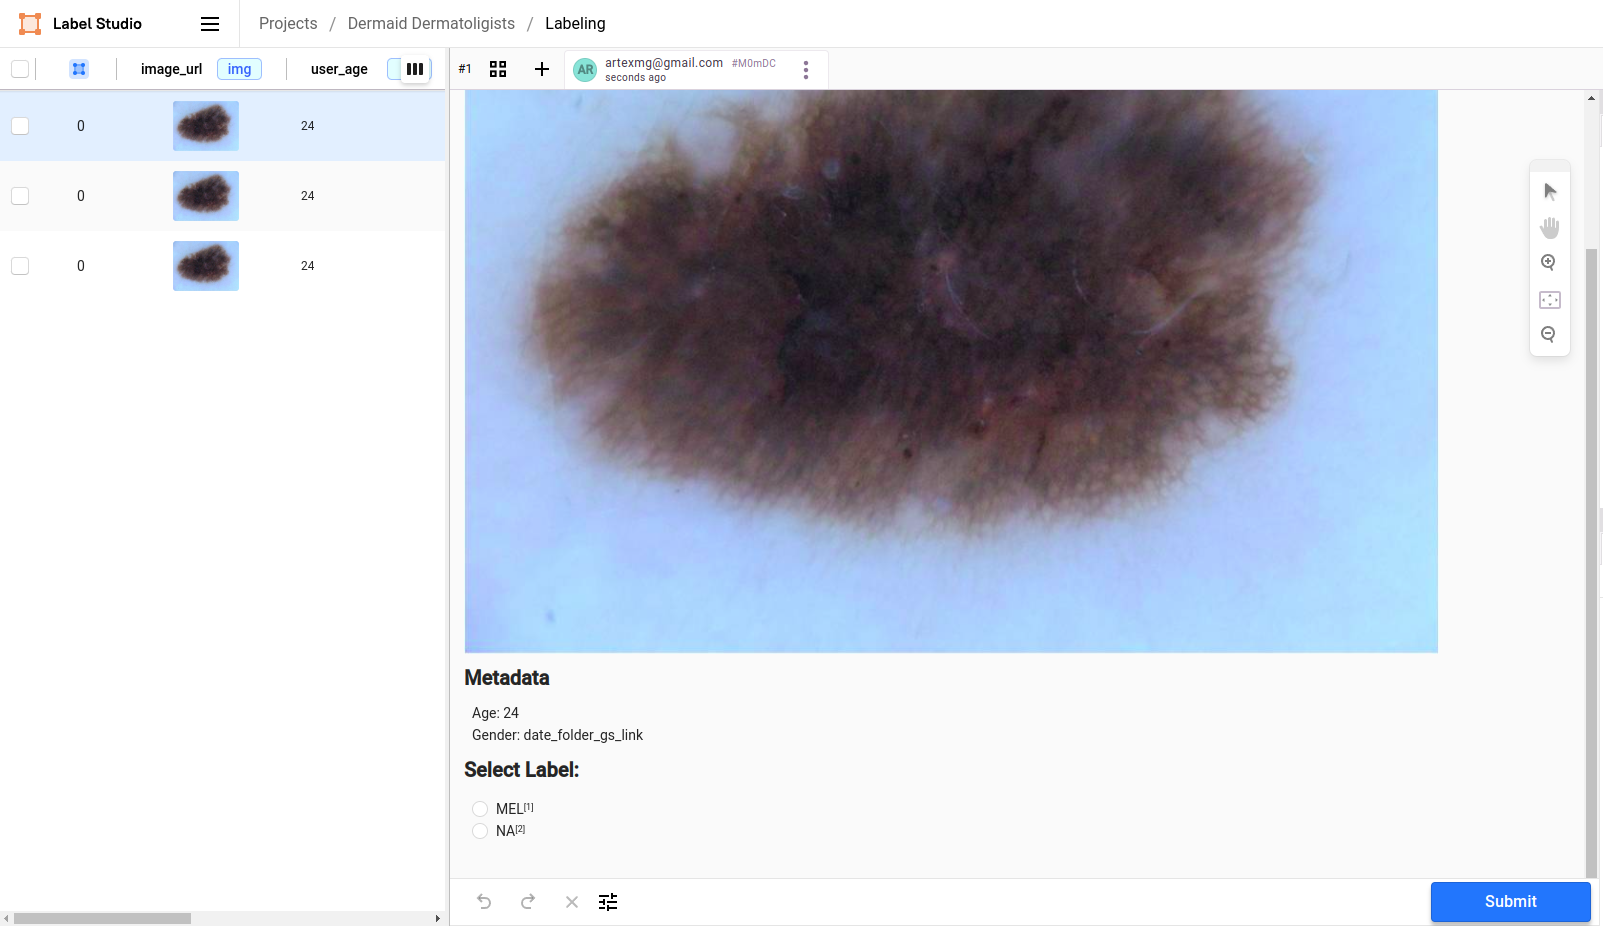 Label Studio
Projects / Dermaid Dermatoligists / Labeling
image_url img user_age
#1
AR
artexmg@gmail.com #M0mDC
seconds ago
0 24
0 24
0 24
Metadata
Age: 24
Gender: date_folder_gs_link
Select Label:
MEL[1]
NA[2]
Submit